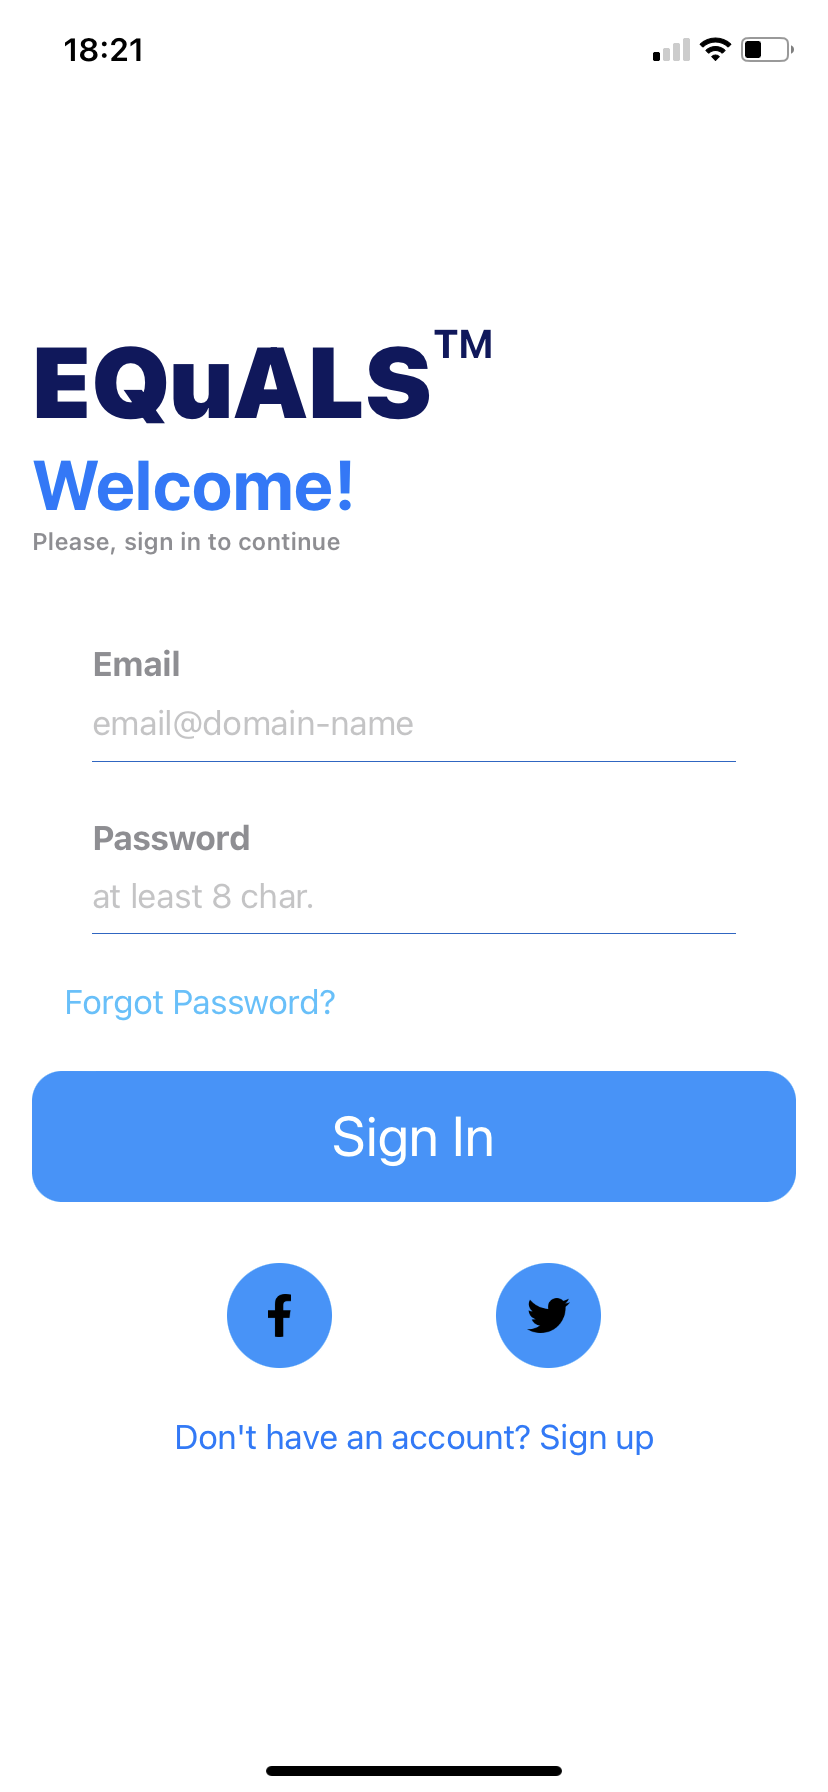 18:21
EQuALS™
Welcome!
Please, sign in to continue
Email
email@domain-name
Password
at least 8 char.
Forgot Password?
Sign In
Don't have an account? Sign up